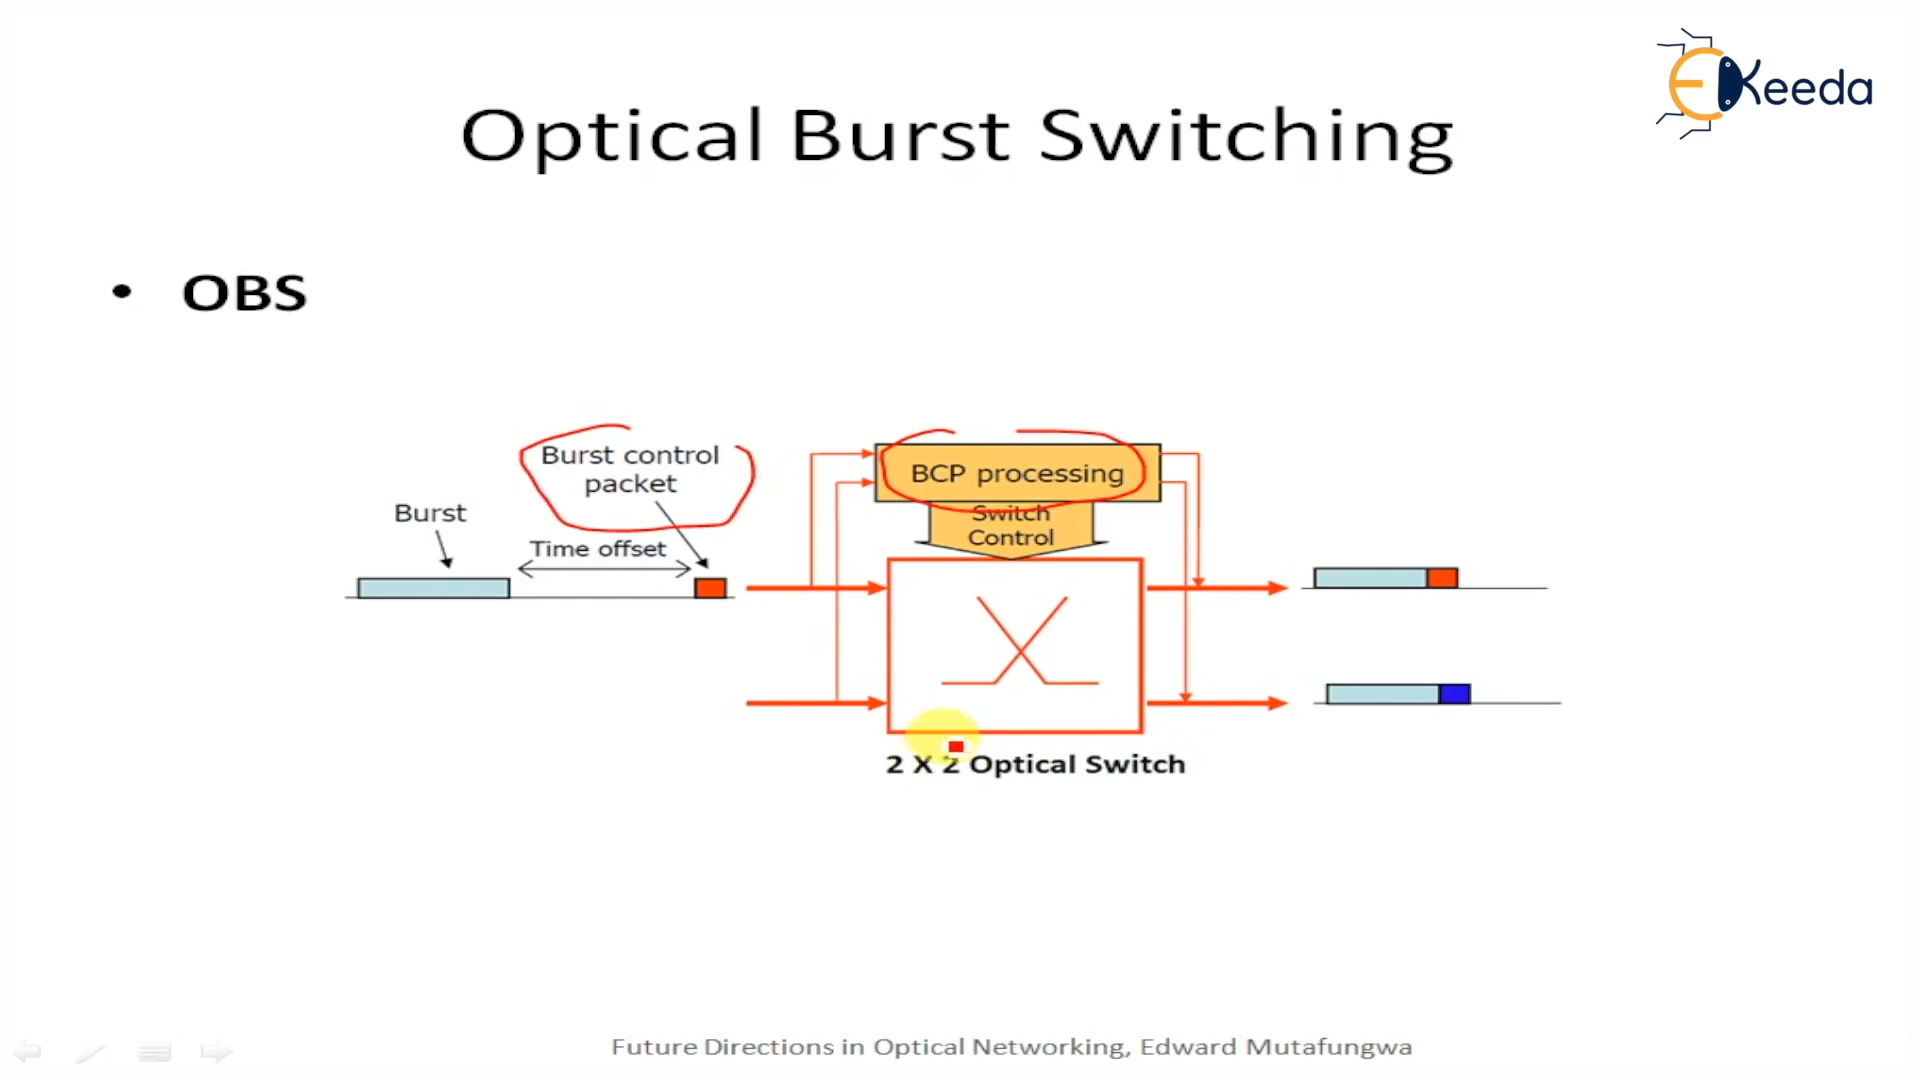 EKeeda
Optical Burst Switching
• OBS
Burst control
packet
Burst
Time offset
BCP processing
Switch
Control
2 X 2 Optical Switch
Future Directions in Optical Networking, Edward Mutafungwa